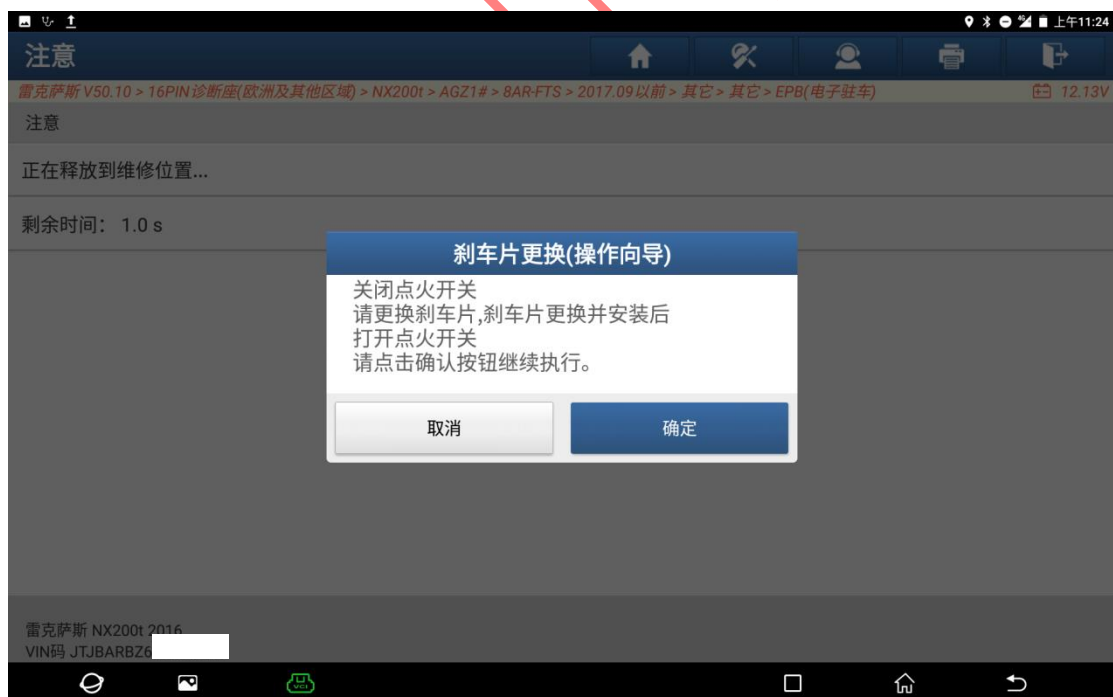 上午11:24
注意
雷克萨斯 V50.10 > 16PIN诊断座(欧洲及其他区域) > NX200t > AGZ1# > 8AR-FTS > 2017.09以前 > 其它 > 其它 > EPB(电子驻车)
12.13V
注意
正在释放到维修位置...
剩余时间： 1.0 s
刹车片更换(操作向导)
关闭点火开关
请更换刹车片,刹车片更换并安装后
打开点火开关
请点击确认按钮继续执行。
取消
确定
雷克萨斯 NX200t 2016
VIN码 JTJBARBZ6
VCI